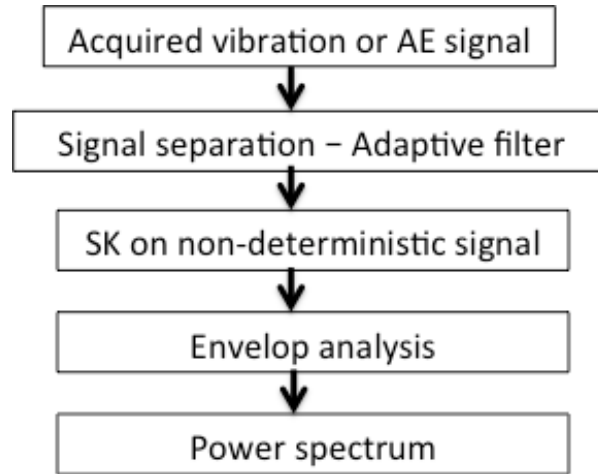 Acquired vibration or AE signal
Signal separation – Adaptive filter
SK on non-deterministic signal
Envelop analysis
Power spectrum